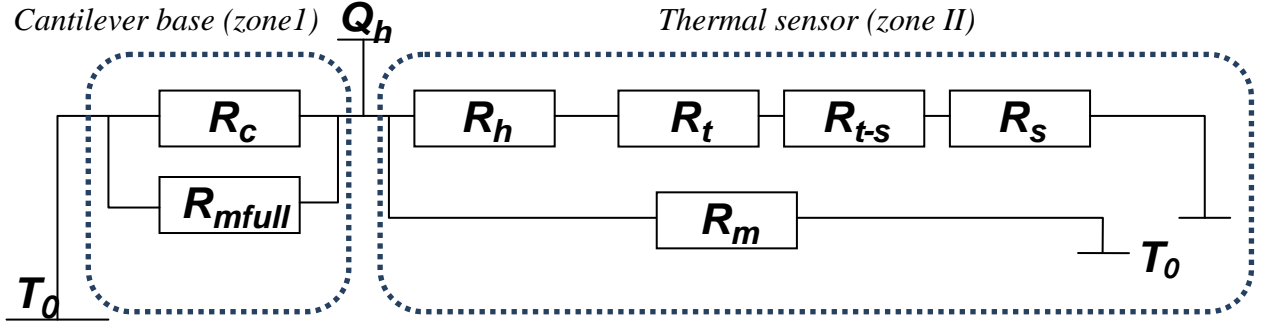 Cantilever base (zone1)
Q_h
Thermal sensor (zone II)
R_c
R_h
R_t
R_t-s
R_s
R_mfull
R_m
T_0
T_0